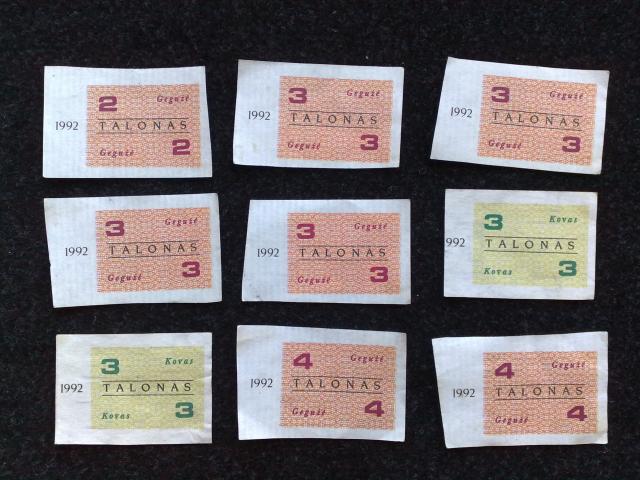 1992
2 Gegužė
TALONAS
Gegužė 2
1992
3 Gegužė
TALONAS
Gegužė 3
1992
3 Gegužė
TALONAS
Gegužė 3
1992
3 Gegužė
TALONAS
Gegužė 3
1992
3 Gegužė
TALONAS
Gegužė 3
992
3 Kovas
TALONAS
Kovas 3
1992
3 Kovas
TALONAS
Kovas 3
1992
4 Gegužė
TALONAS
Gegužė 4
1992
4 Gegužė
TALONAS
Gegužė 4